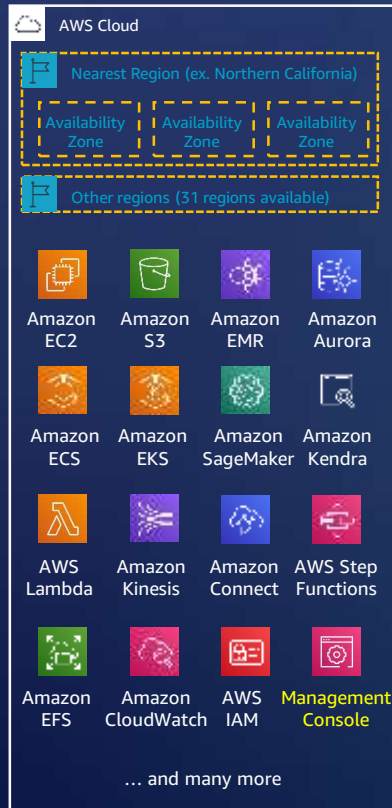 AWS Cloud
Nearest Region (ex. Northern California)
Availability Zone
Availability Zone
Availability Zone
Other regions (31 regions available)
Amazon EC2
Amazon S3
Amazon EMR
Amazon Aurora
Amazon ECS
Amazon EKS
Amazon SageMaker
Amazon Kendra
AWS Lambda
Amazon Kinesis
Amazon Connect
AWS Step Functions
Amazon EFS
Amazon CloudWatch
AWS IAM
Management Console
... and many more